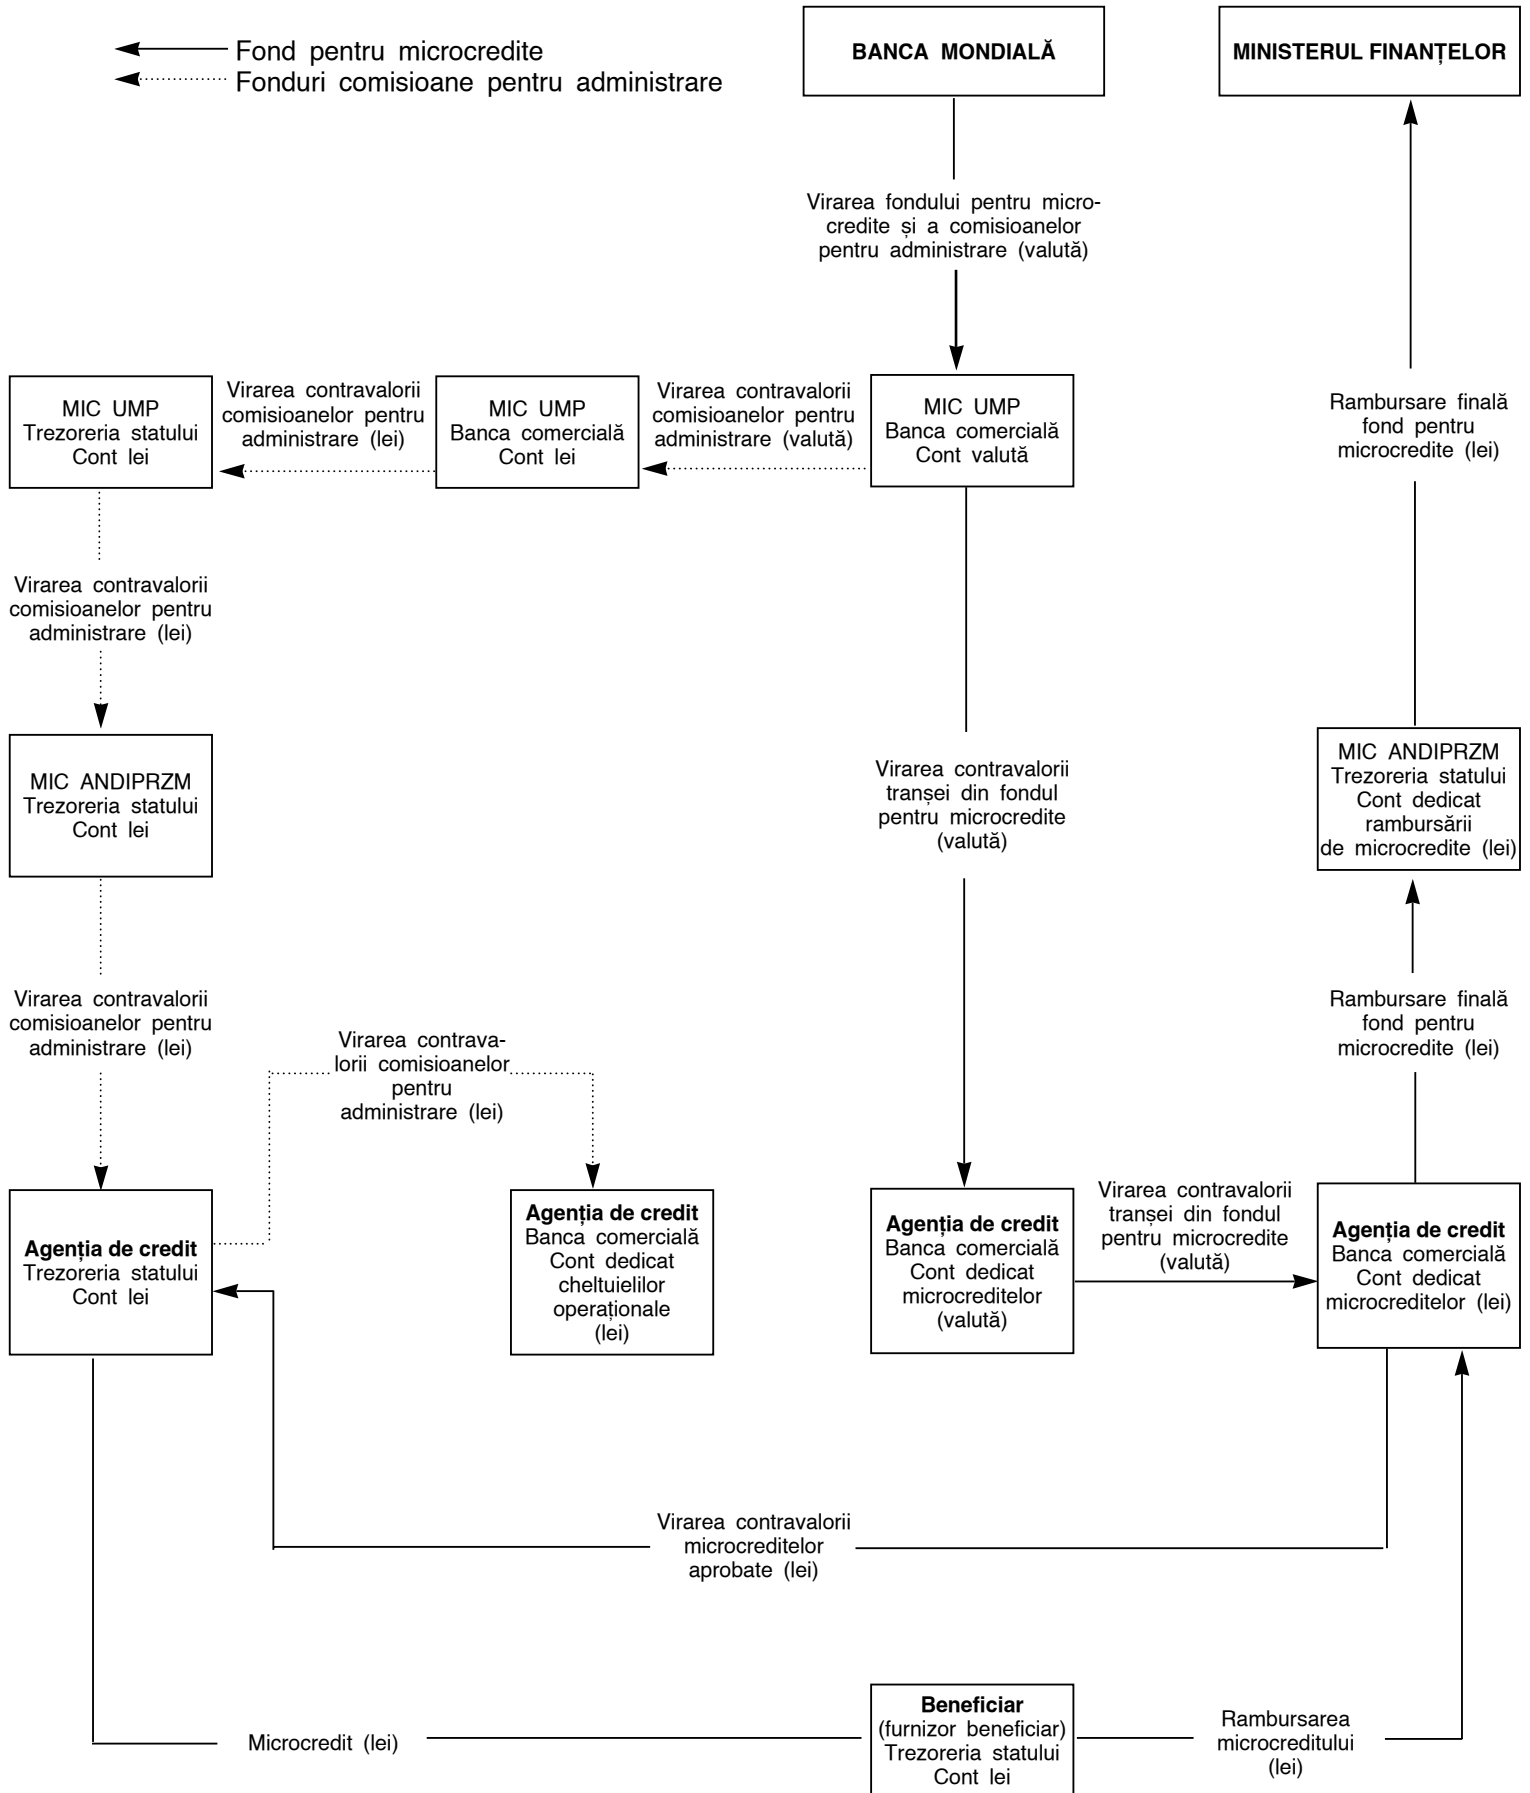 Fond pentru microcredite
Fonduri comisioane pentru administrare
BANCA MONDIALĂ
MINISTERUL FINANȚELOR
Virarea fondului pentru micro-
credite și a comisioanelor
pentru administrare (valută)
MIC UMP
Trezoreria statului
Cont lei
Virarea contravalorii
comisioanelor pentru
administrare (lei)
MIC UMP
Banca comercială
Cont lei
Virarea contravalorii
comisioanelor pentru
administrare (valută)
MIC UMP
Banca comercială
Cont valută
Rambursare finală
fond pentru
microcredite (lei)
Virarea contravalorii
comisioanelor pentru
administrare (lei)
MIC ANDIPRZM
Trezoreria statului
Cont lei
Virarea contravalorii
tranșei din fondul
pentru microcredite
(valută)
MIC ANDIPRZM
Trezoreria statului
Cont dedicat
rambursării
de microcredite (lei)
Virarea contravalorii
comisioanelor pentru
administrare (lei)
Virarea contrava-
lorii comisioanelor
pentru
administrare (lei)
Rambursare finală
fond pentru
microcredite (lei)
Agenția de credit
Trezoreria statului
Cont lei
Agenția de credit
Banca comercială
Cont dedicat
cheltuielilor
operaționale
(lei)
Agenția de credit
Banca comercială
Cont dedicat
microcreditelor
(valută)
Virarea contravalorii
tranșei din fondul
pentru microcredite
(valută)
Agenția de credit
Banca comercială
Cont dedicat
microcreditelor (lei)
Virarea contravalorii
microcreditelor
aprobate (lei)
Microcredit (lei)
Beneficiar
(furnizor beneficiar)
Trezoreria statului
Cont lei
Rambursarea
microcreditului
(lei)